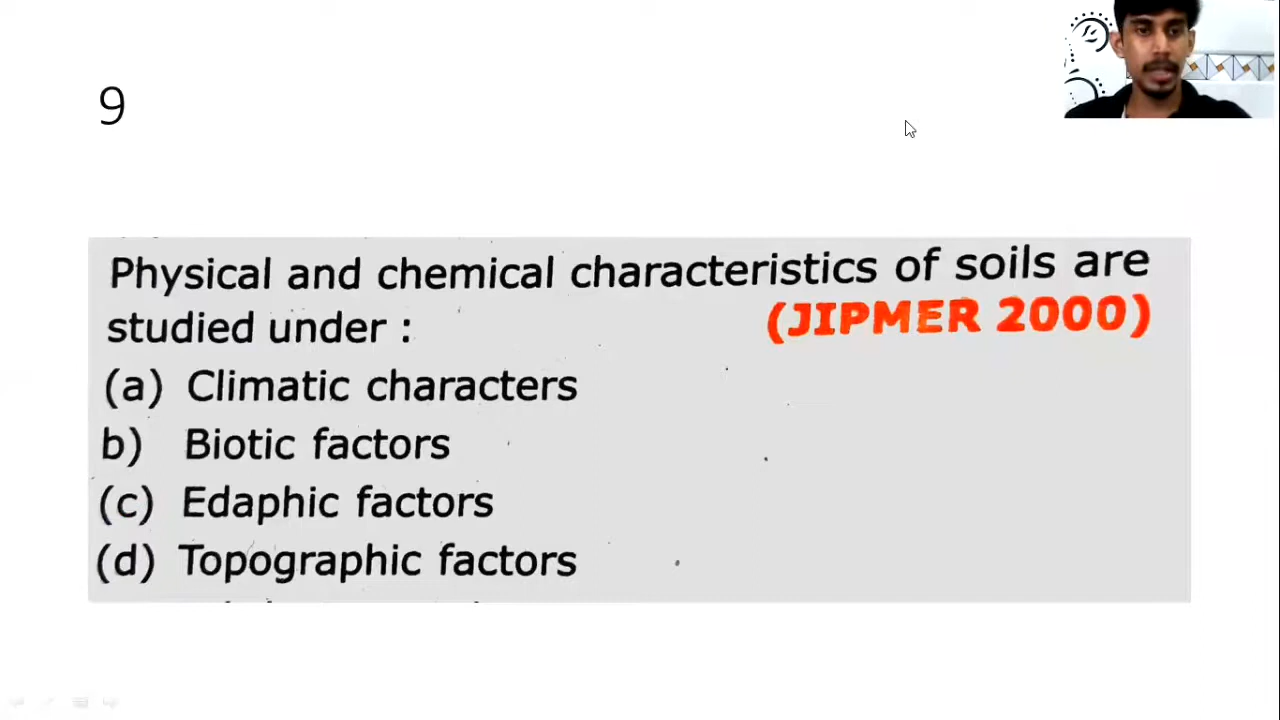 9
Physical and chemical characteristics of soils are
studied under :
(JIPMER 2000)
(a) Climatic characters
b) Biotic factors
(c) Edaphic factors
(d) Topographic factors